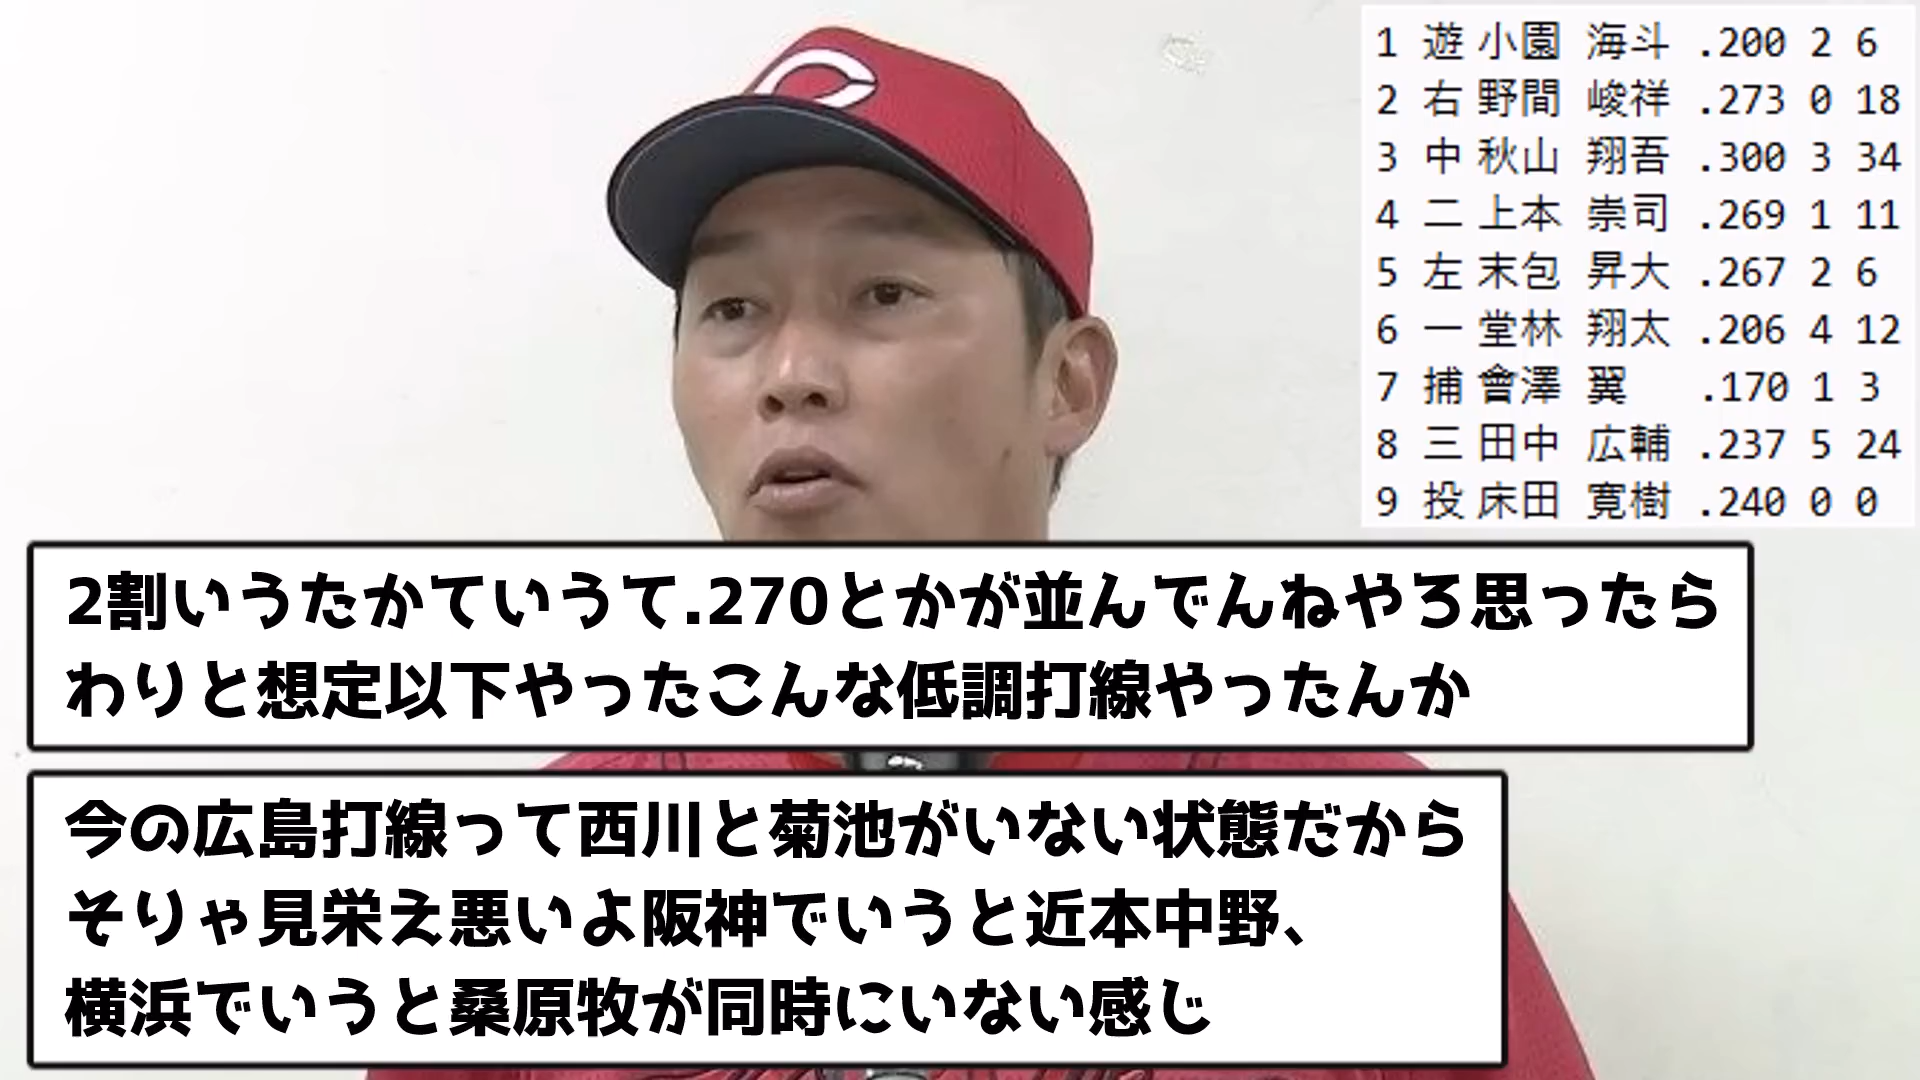 1 遊 小園 海斗 .200 2 6
2 右 野間 峻祥 .273 0 18
3 中 秋山 翔吾 .300 3 34
4 二 上本 崇司 .269 1 11
5 左 末包 昇大 .267 2 6
6 一 堂林 翔太 .206 4 12
7 捕 會澤 翼 .170 1 3
8 三 田中 広輔 .237 5 24
9 投 床田 寛樹 .240 0 0
2割いうたかていうて.270とかが並んでんねやろ思ったら
わりと想定以下やったこんな低調打線やったんか
今の広島打線って西川と菊池がいない状態だから
そりゃ見栄え悪いよ阪神でいうと近本中野、
横浜でいうと桑原牧が同時にいない感じ